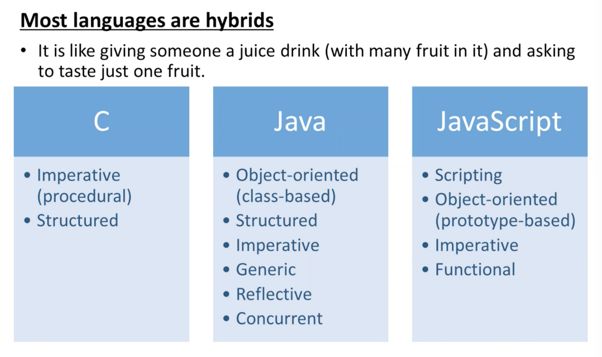 Most languages are hybrids
• It is like giving someone a juice drink (with many fruit in it) and asking
to taste just one fruit.
C
• Imperative
(procedural)
• Structured
Java
• Object-oriented
(class-based)
• Structured
• Imperative
• Generic
• Reflective
• Concurrent
JavaScript
• Scripting
• Object-oriented
(prototype-based)
• Imperative
• Functional